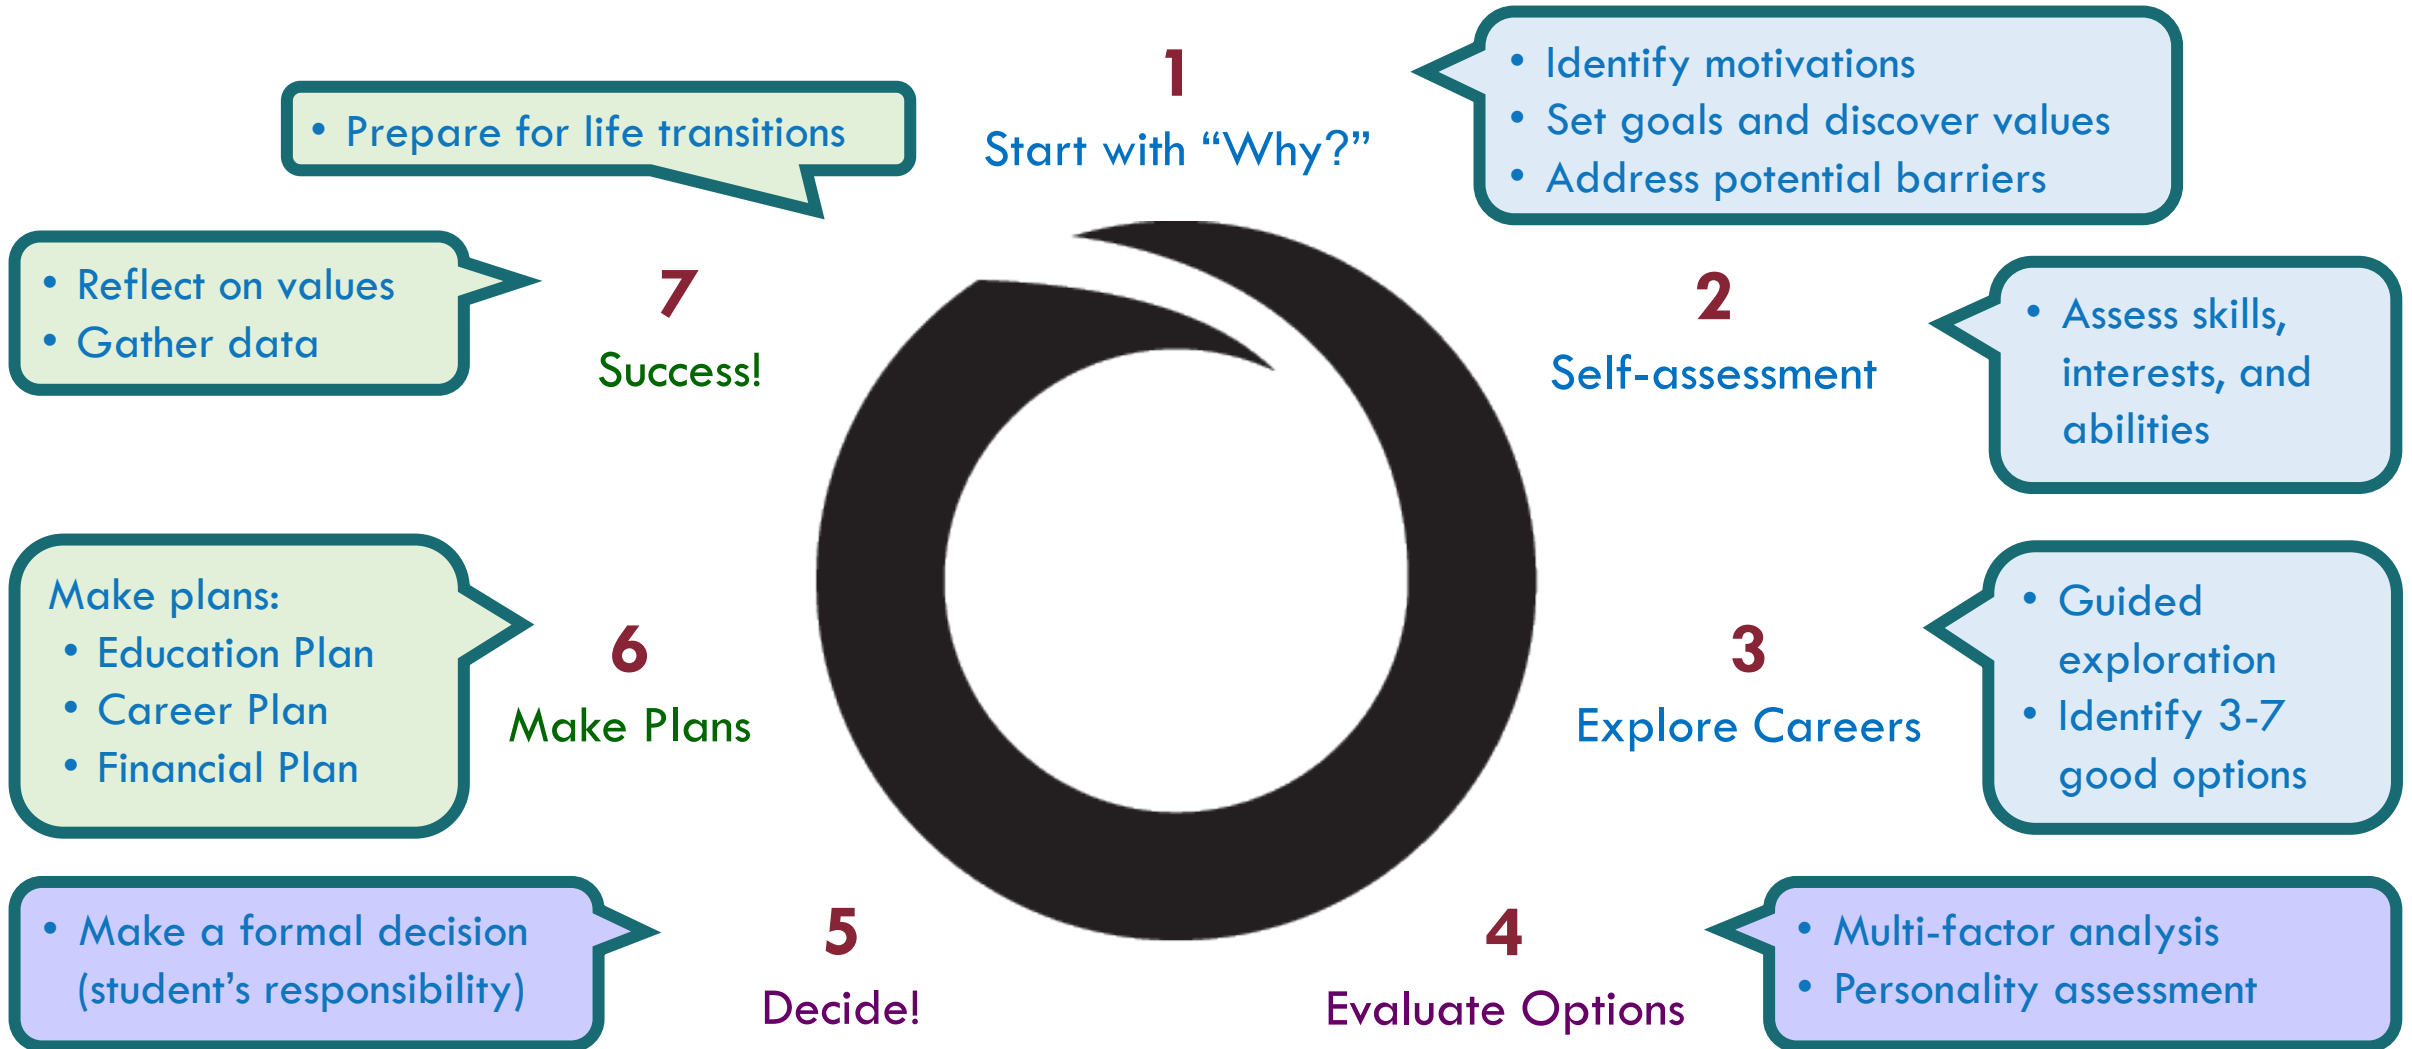 1
Start with “Why?”
• Identify motivations
• Set goals and discover values
• Address potential barriers
2
Self-assessment
• Assess skills,
interests, and
abilities
3
Explore Careers
• Guided
exploration
• Identify 3-7
good options
4
Evaluate Options
• Multi-factor analysis
• Personality assessment
5
Decide!
• Make a formal decision
(student’s responsibility)
6
Make Plans
Make plans:
• Education Plan
• Career Plan
• Financial Plan
7
Success!
• Reflect on values
• Gather data
• Prepare for life transitions